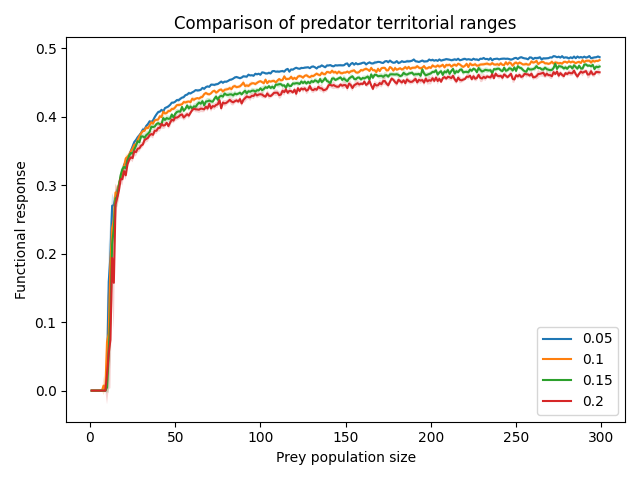 Comparison of predator territorial ranges
Functional response
0.5
0.4
0.3
0.2
0.1
0.0
0 50 100 150 200 250 300
Prey population size
0.05
0.1
0.15
0.2